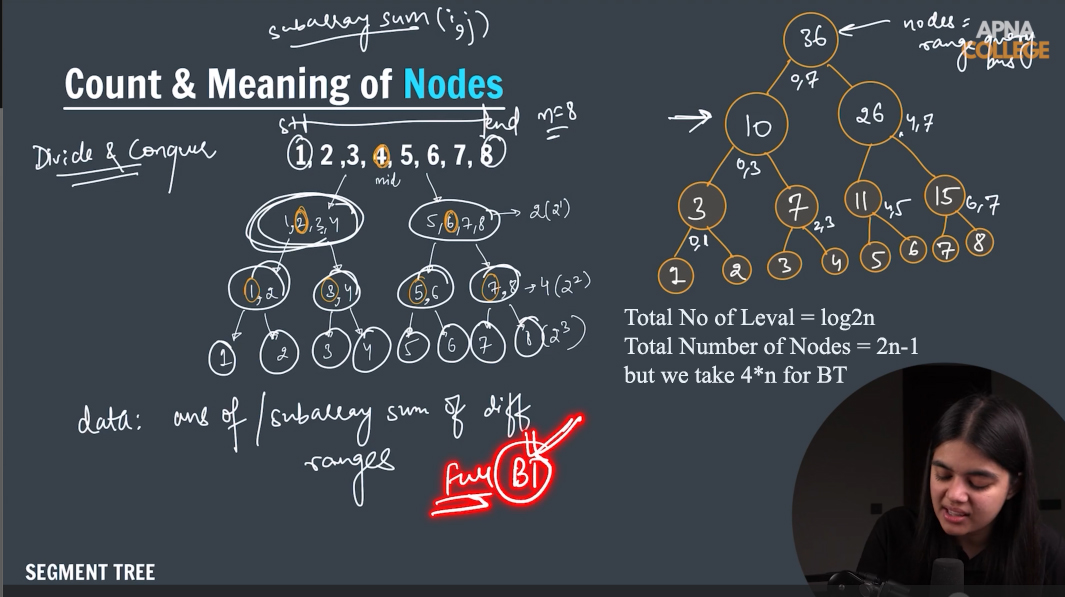 subarray sum (i, j)
Count & Meaning of Nodes
st
end
n=8
Divide & Conquer
1, 2 ,3, 4, 5, 6, 7, 8
mid
1, 2, 3, 4
5, 6, 7, 8
2(2¹)
1, 2
3, 4
5, 6
7, 8
4(2²)
1
2
3
4
5
6
7
8
(2³)
data: ans of / subarray sum of diff
ranges
Full BT
SEGMENT TREE
APNA
COLLEGE
nodes =
range query
36
0,7
10
26
4,7
0,3
3
7
11
15
0,1
2,3
4,5
6,7
1
2
3
4
5
6
7
8
Total No of Leval = log2n
Total Number of Nodes = 2n-1
but we take 4*n for BT